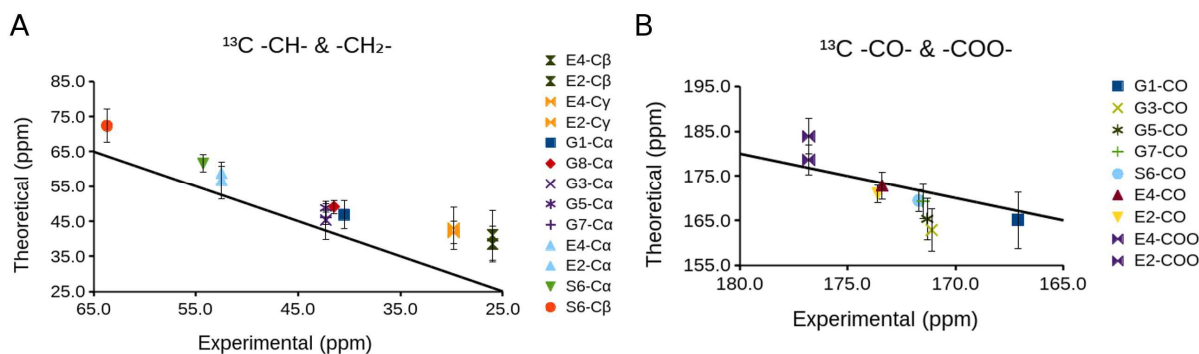 A
¹³C -CH- & -CH₂-
Theoretical (ppm)
85.0
75.0
65.0
55.0
45.0
35.0
25.0
65.0 55.0 45.0 35.0 25.0
Experimental (ppm)
E4-Cβ
E2-Cβ
E4-Cγ
E2-Cγ
G1-Cα
G8-Cα
G3-Cα
G5-Cα
G7-Cα
E4-Cα
E2-Cα
S6-Cα
S6-Cβ
B
¹³C -CO- & -COO-
Theoretical (ppm)
195.0
185.0
175.0
165.0
155.0
180.0 175.0 170.0 165.0
Experimental (ppm)
G1-CO
G3-CO
G5-CO
G7-CO
S6-CO
E4-CO
E2-CO
E4-COO
E2-COO